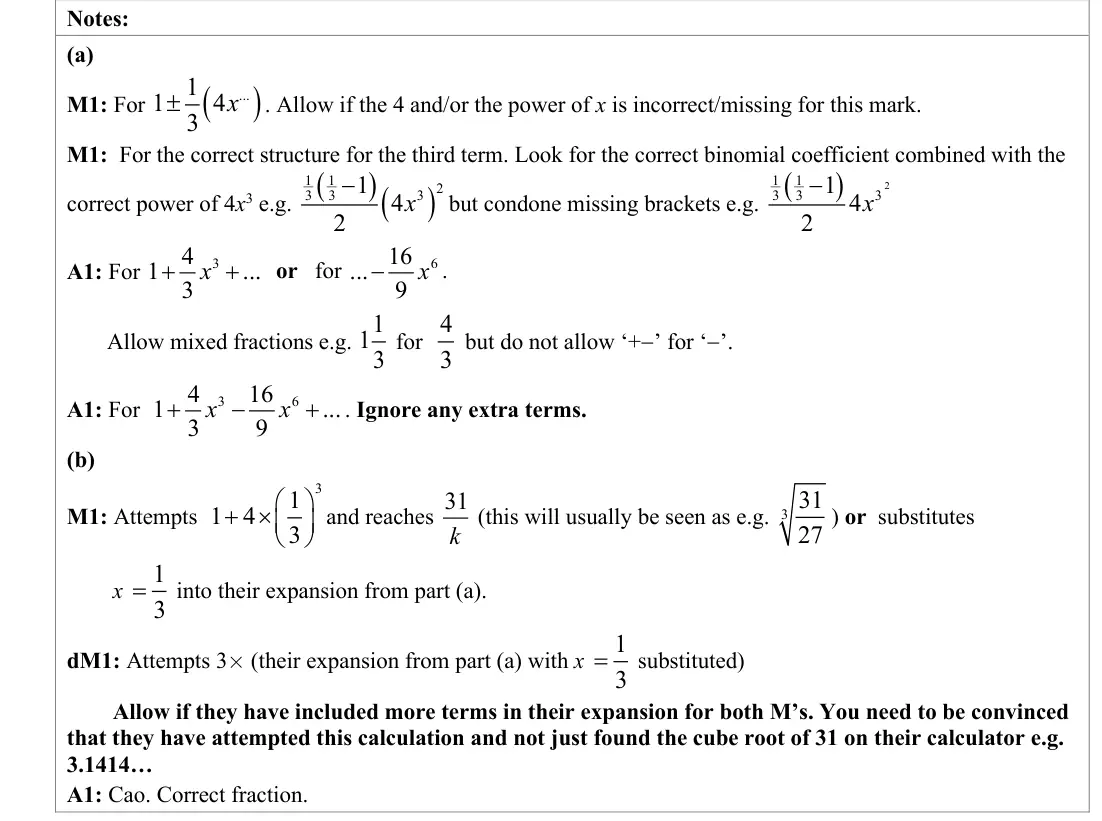 Notes:
(a)
M1: For 1 ± 1/3 (4x^…). Allow if the 4 and/or the power of x is incorrect/missing for this mark.
M1: For the correct structure for the third term. Look for the correct binomial coefficient combined with the
correct power of 4x³ e.g. (1/3(1/3 −1))/2 (4x³)² but condone missing brackets e.g. (1/3(1/3 −1))/2 4x^3^2
A1: For 1 + 4/3 x³ + ... or for ... − 16/9 x⁶ .
Allow mixed fractions e.g. 1 1/3 for 4/3 but do not allow ‘+–’ for ‘–’.
A1: For 1 + 4/3 x³ − 16/9 x⁶ + ... . Ignore any extra terms.
(b)
M1: Attempts 1 + 4 × (1/3)³ and reaches 31/k (this will usually be seen as e.g. ∛(31/27) ) or substitutes
x = 1/3 into their expansion from part (a).
dM1: Attempts 3× (their expansion from part (a) with x = 1/3 substituted)
Allow if they have included more terms in their expansion for both M’s. You need to be convinced
that they have attempted this calculation and not just found the cube root of 31 on their calculator e.g.
3.1414…
A1: Cao. Correct fraction.